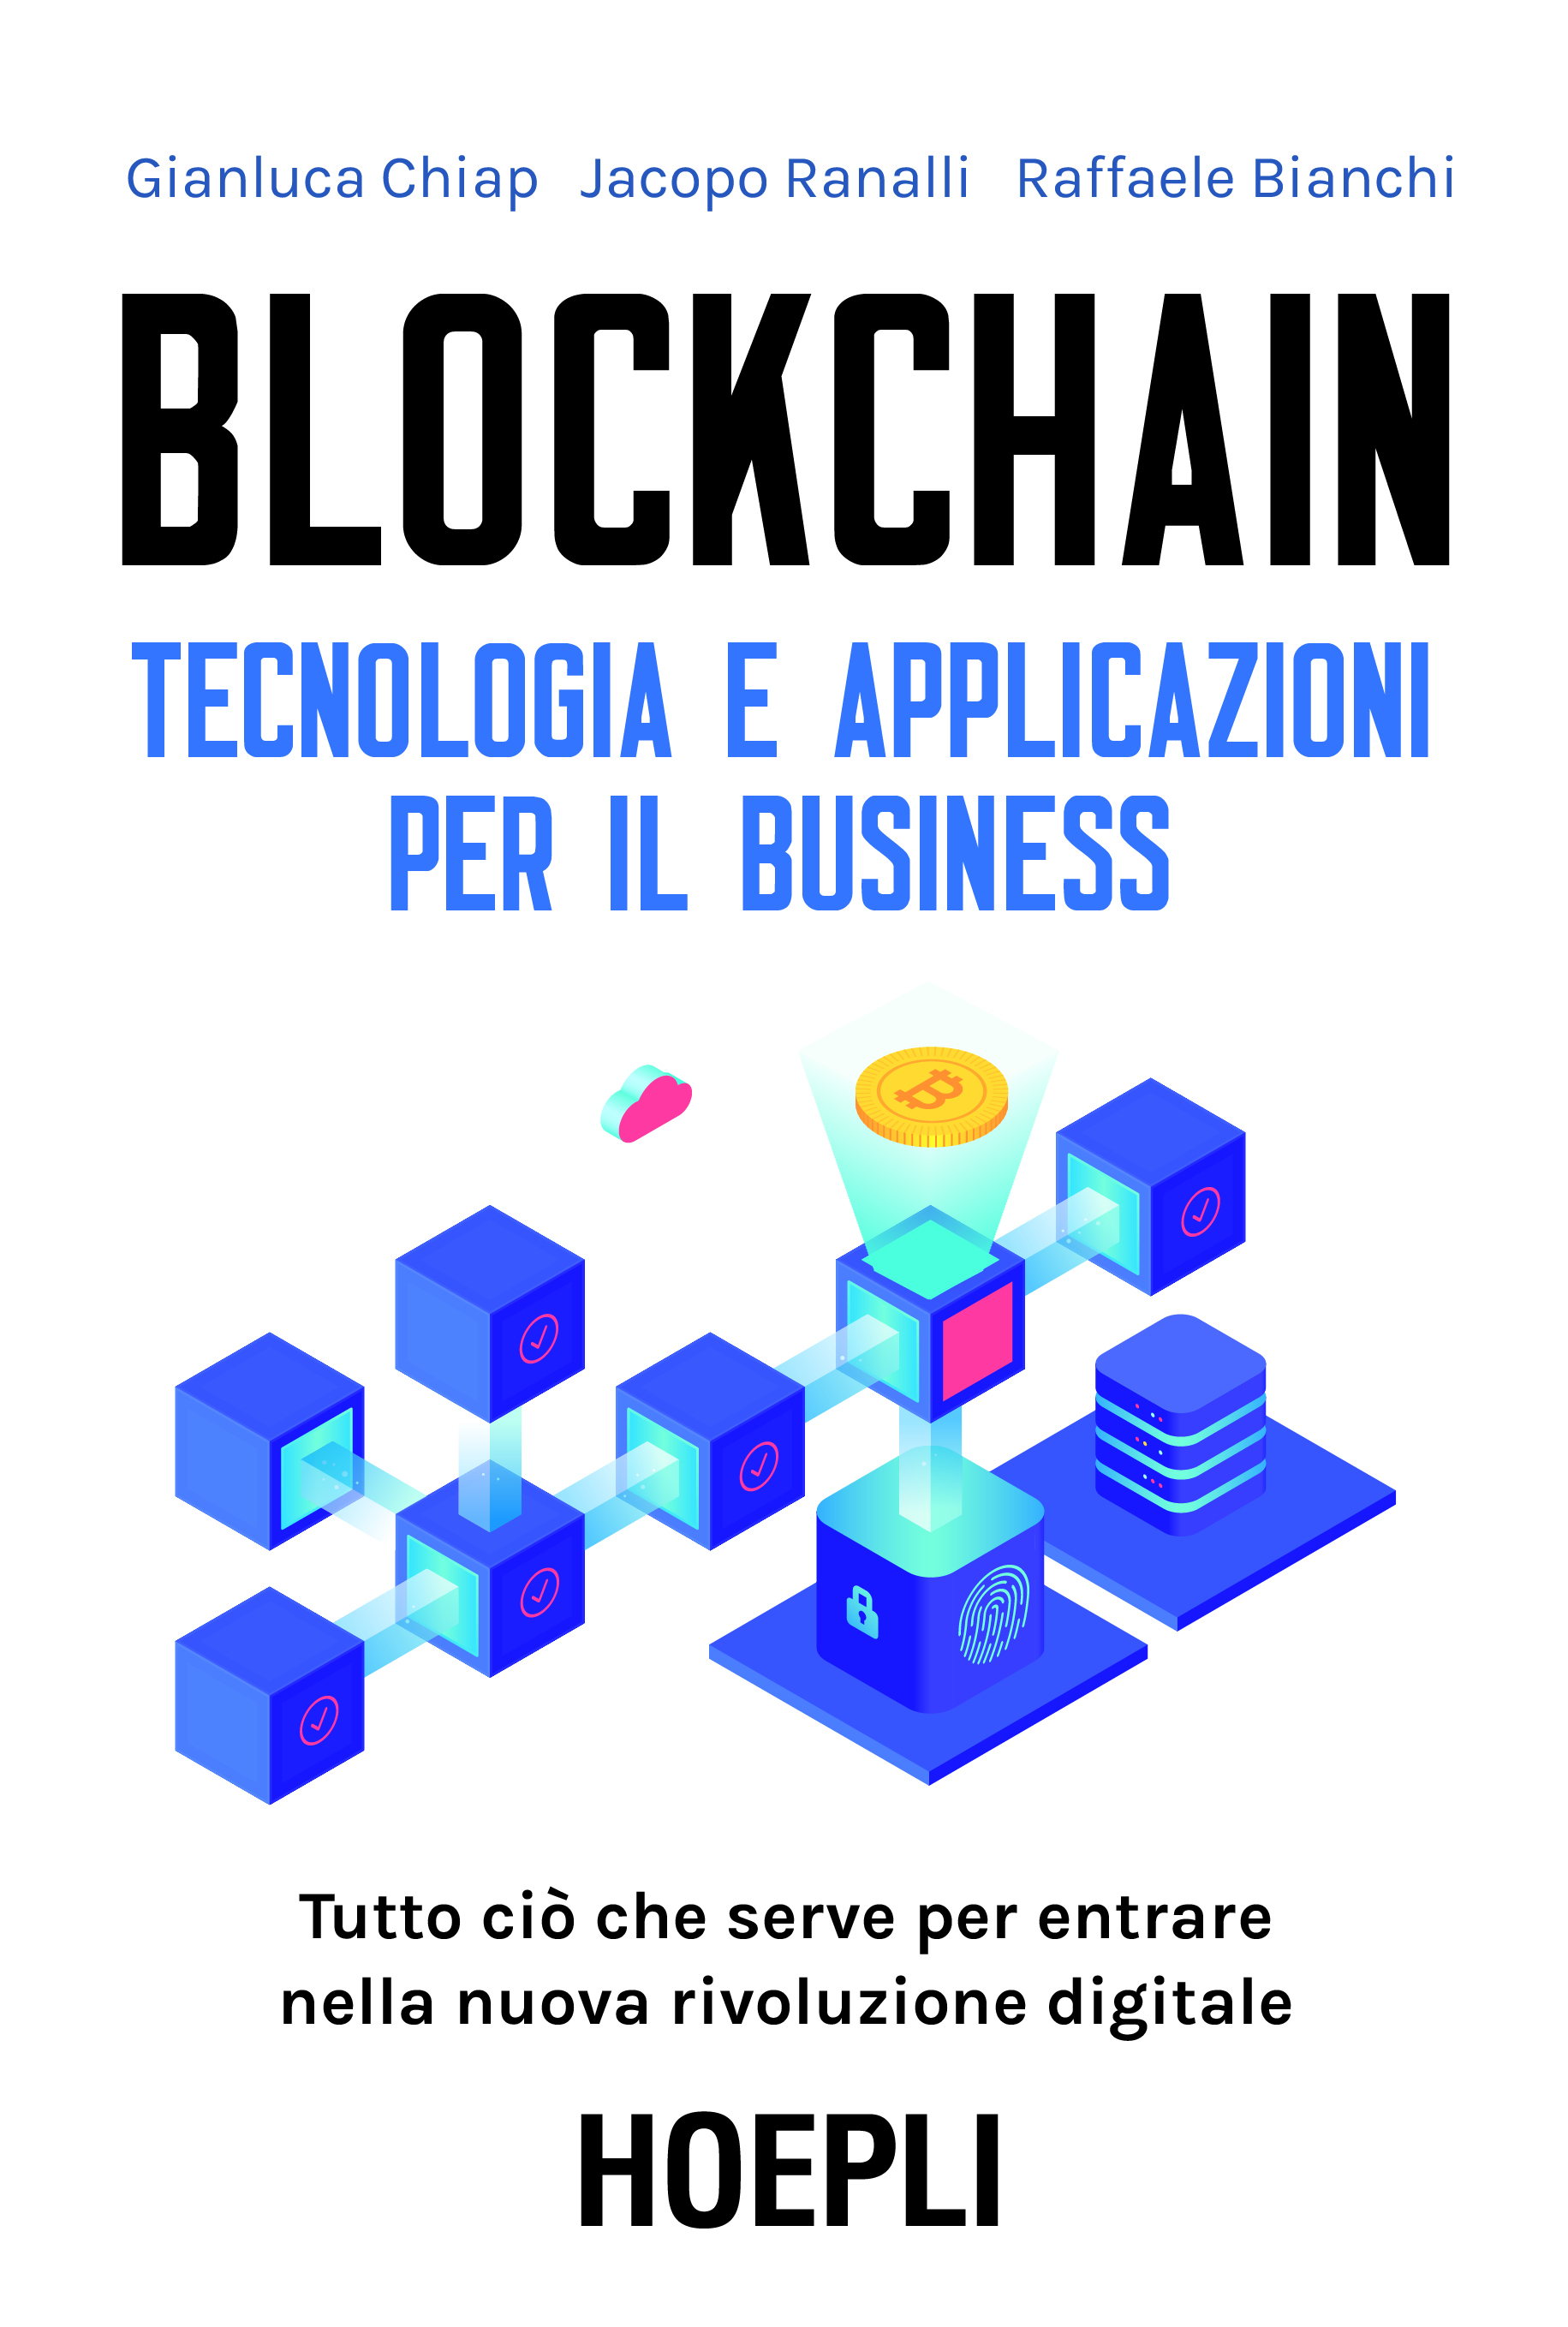 Gianluca Chiap Jacopo Ranalli Raffaele Bianchi
BLOCKCHAIN
TECNOLOGIA E APPLICAZIONI
PER IL BUSINESS
Tutto ciò che serve per entrare
nella nuova rivoluzione digitale
HOEPLI